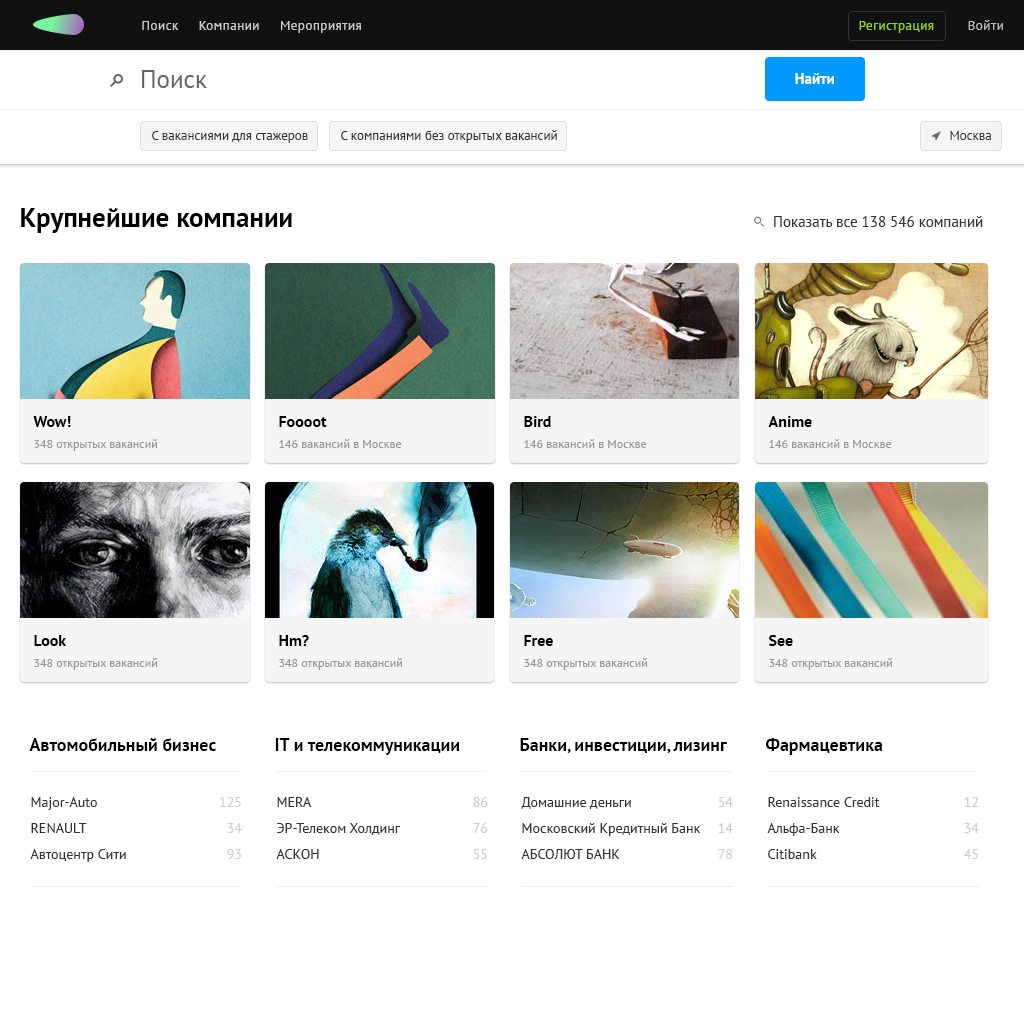 Поиск Компании Мероприятия Регистрация Войти
Поиск Найти
С вакансиями для стажеров С компаниями без открытых вакансий Москва
Крупнейшие компании Показать все 138 546 компаний
Wow! Foooot Bird Anime
348 открытых вакансий 146 вакансий в Москве 146 вакансий в Москве 146 вакансий в Москве
Look Hm? Free See
348 открытых вакансий 348 открытых вакансий 348 открытых вакансий 348 открытых вакансий
Автомобильный бизнес IT и телекоммуникации Банки, инвестиции, лизинг Фармацевтика
Major-Auto 125 MERA 86 Домашние деньги 54 Renaissance Credit 12
RENAULT 34 ЭР-Телеком Холдинг 76 Московский Кредитный Банк 14 Альфа-Банк 34
Автоцентр Сити 93 АСКОН 55 АБСОЛЮТ БАНК 78 Citibank 45